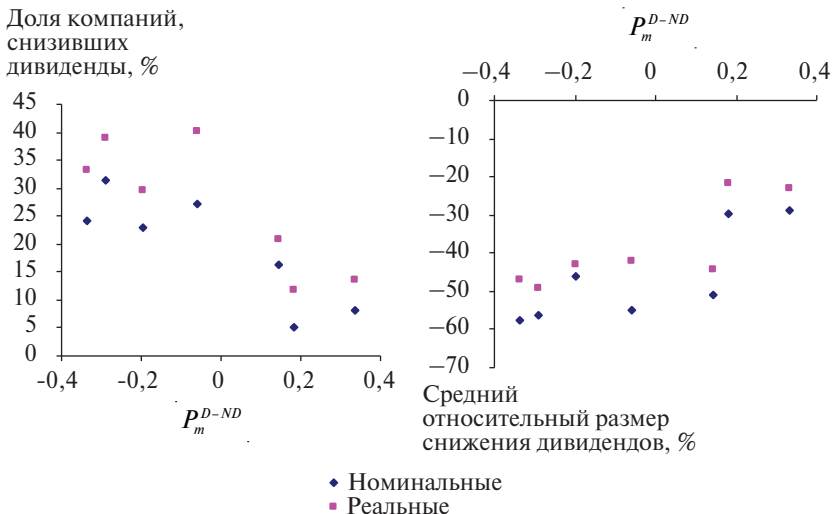 Доля компаний,
снизивших
дивиденды, %
45
40
35
30
25
20
15
10
5
0
-0,4 -0,2 0 0,2 0,4
P_m^{D–ND}
P_m^{D–ND}
–0,4 –0,2 0 0,2 0,4
0
–10
–20
–30
–40
–50
–60
–70
Средний
относительный размер
снижения дивидендов, %
Номинальные
Реальные